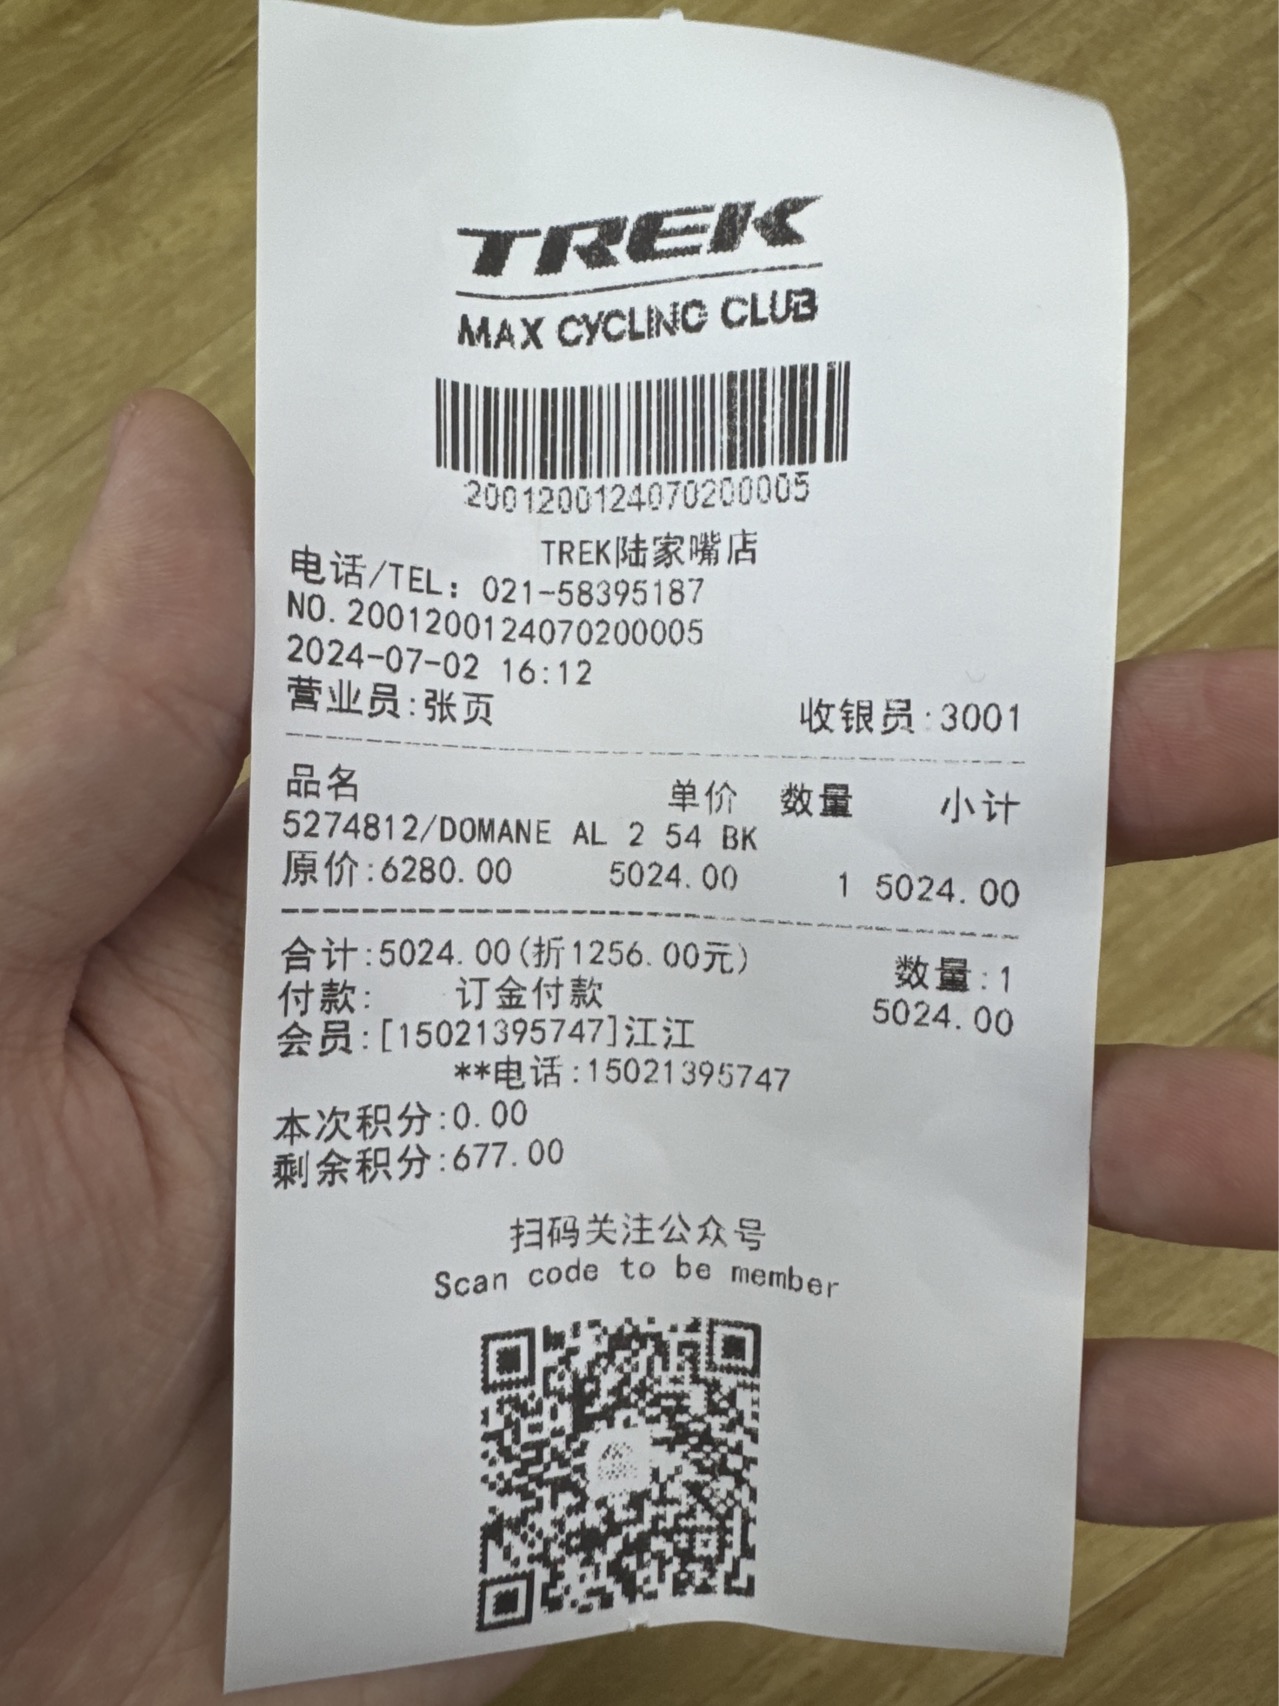 TREK
MAX CYCLING CLUB
2001200124070200005
TREK陆家嘴店
电话/TEL: 021-58395187
NO.2001200124070200005
2024-07-02 16:12
营业员:张页 收银员:3001
品名 单价 数量 小计
5274812/DOMANE AL 2 54 BK
原价:6280.00 5024.00 1 5024.00
合计:5024.00(折1256.00元) 数量:1
付款: 订金付款 5024.00
会员:[15021395747]江江
**电话:15021395747
本次积分:0.00
剩余积分:677.00
扫码关注公众号
Scan code to be member